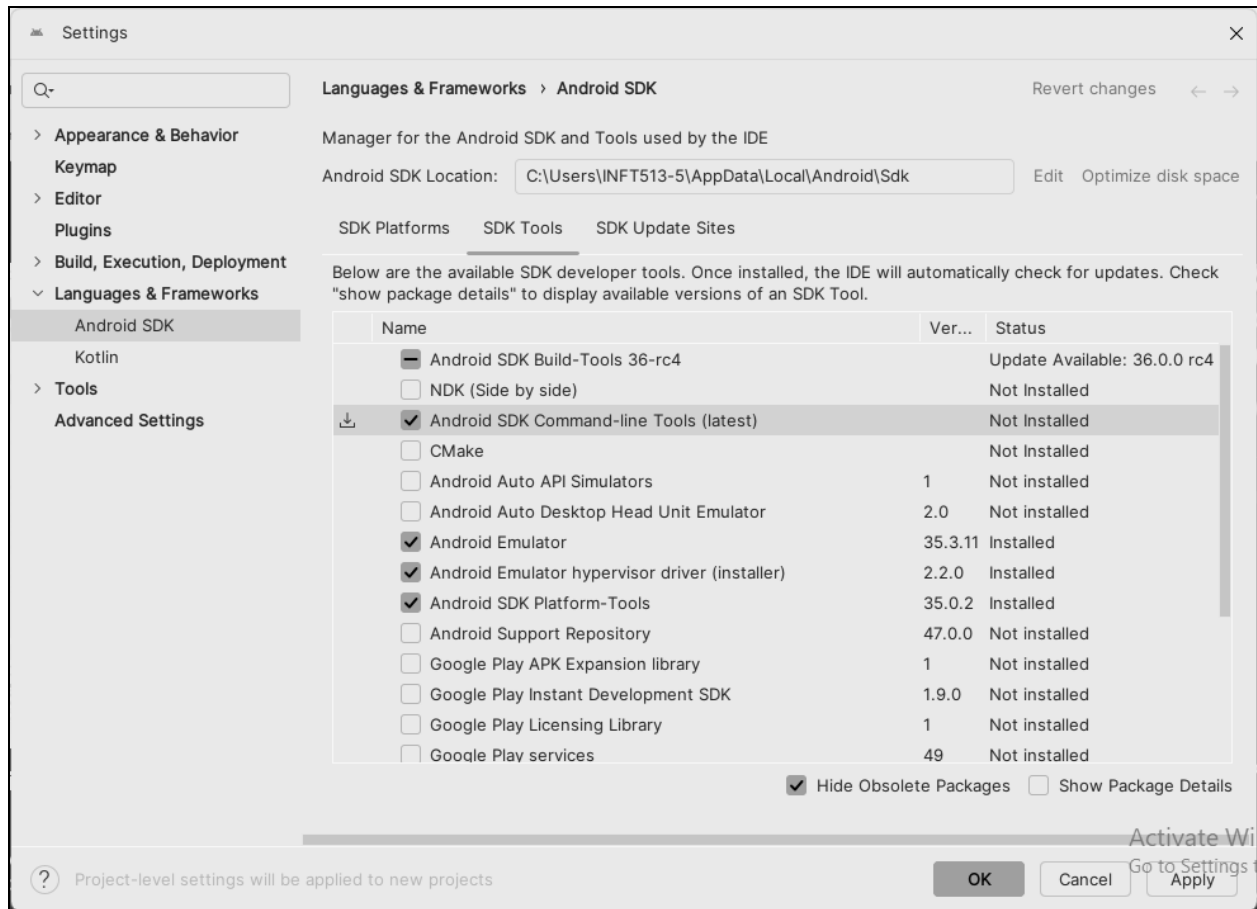 Settings
Languages & Frameworks › Android SDK
Revert changes
Appearance & Behavior
Keymap
Editor
Plugins
Build, Execution, Deployment
Languages & Frameworks
Android SDK
Kotlin
Tools
Advanced Settings
Manager for the Android SDK and Tools used by the IDE
Android SDK Location: C:\Users\INFT513-5\AppData\Local\Android\Sdk Edit Optimize disk space
SDK Platforms SDK Tools SDK Update Sites
Below are the available SDK developer tools. Once installed, the IDE will automatically check for updates. Check
"show package details" to display available versions of an SDK Tool.
Name Ver... Status
Android SDK Build-Tools 36-rc4 Update Available: 36.0.0 rc4
NDK (Side by side) Not Installed
Android SDK Command-line Tools (latest) Not Installed
CMake Not Installed
Android Auto API Simulators 1 Not installed
Android Auto Desktop Head Unit Emulator 2.0 Not installed
Android Emulator 35.3.11 Installed
Android Emulator hypervisor driver (installer) 2.2.0 Installed
Android SDK Platform-Tools 35.0.2 Installed
Android Support Repository 47.0.0 Not installed
Google Play APK Expansion library 1 Not installed
Google Play Instant Development SDK 1.9.0 Not installed
Google Play Licensing Library 1 Not installed
Google Play services 49 Not installed
Hide Obsolete Packages Show Package Details
Activate Wi
Go to Settings f
? Project-level settings will be applied to new projects
OK Cancel Apply